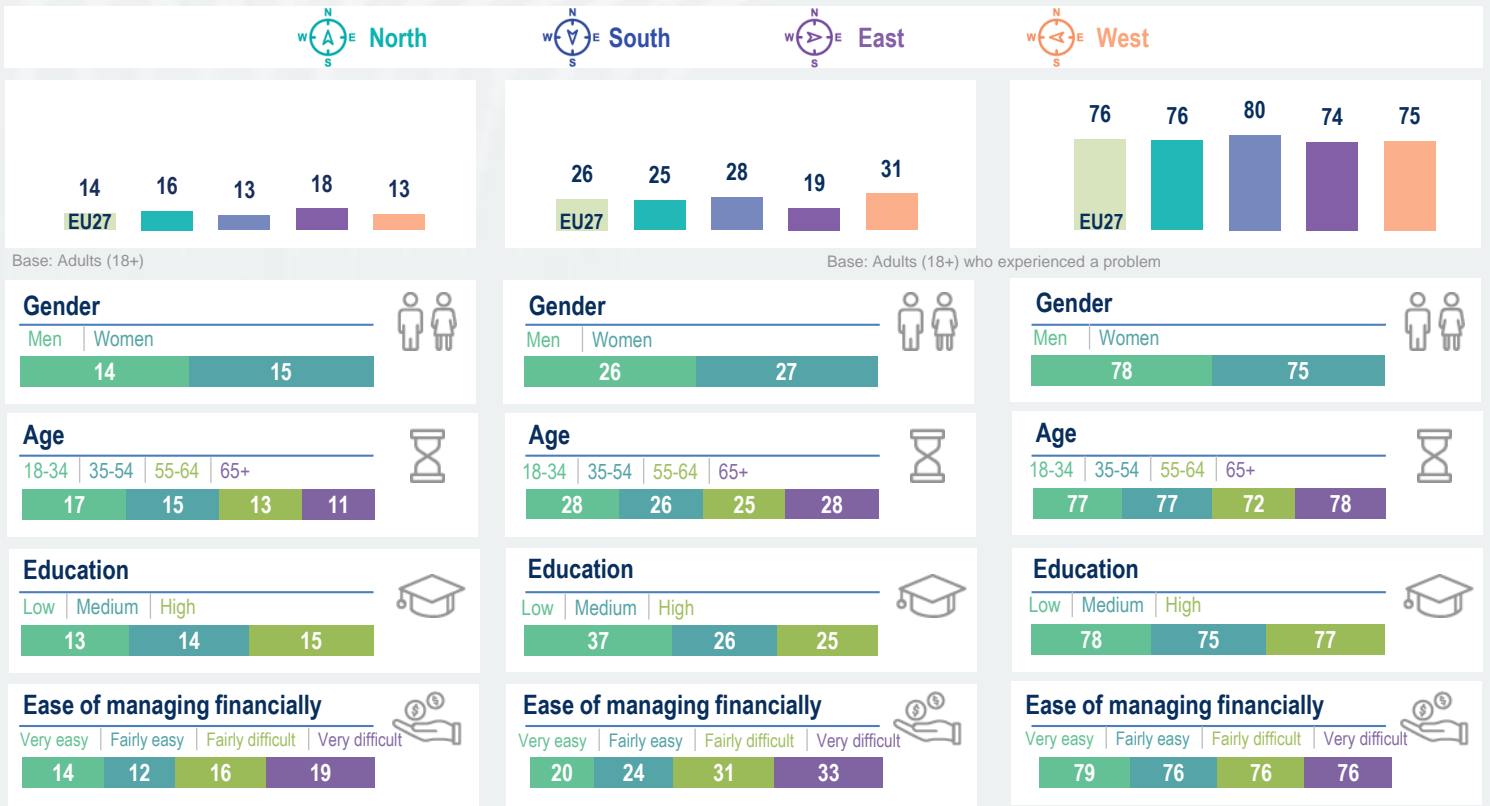 N N N N
W E North W E South W E East W E West
S S S S
14 16 13 18 13
EU27
26 25 28 19 31
EU27
76 76 80 74 75
EU27
Base: Adults (18+)
Base: Adults (18+) who experienced a problem
Gender
Men Women
14 15
Gender
Men Women
26 27
Gender
Men Women
78 75
Age
18-34 35-54 55-64 65+
17 15 13 11
Age
18-34 35-54 55-64 65+
28 26 25 28
Age
18-34 35-54 55-64 65+
77 77 72 78
Education
Low Medium High
13 14 15
Education
Low Medium High
37 26 25
Education
Low Medium High
78 75 77
Ease of managing financially
Very easy Fairly easy Fairly difficult Very difficult
14 12 16 19
Ease of managing financially
Very easy Fairly easy Fairly difficult Very difficult
20 24 31 33
Ease of managing financially
Very easy Fairly easy Fairly difficult Very difficult
79 76 76 76